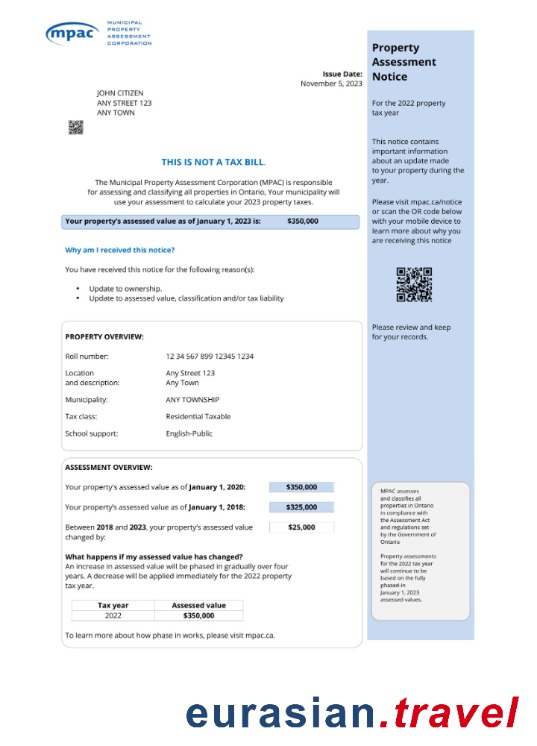 mpac
MUNICIPAL
PROPERTY
ASSESSMENT
CORPORATION
Issue Date:
November 5, 2023
JOHN CITIZEN
ANY STREET 123
ANY TOWN
THIS IS NOT A TAX BILL.
The Municipal Property Assessment Corporation (MPAC) is responsible
for assessing and classifying all properties in Ontario, Your municipality will
use your assessment to calculate your 2023 property taxes.
Your property's assessed value as of January 1, 2023 is: $350,000
Why am I received this notice?
You have received this notice for the following reason(s):
• Update to ownership.
• Update to assessed value, classification and/or tax liability
PROPERTY OVERVIEW:
Roll number: 12 34 567 899 12345 1234
Location Any Street 123
and description: Any Town
Municipality: ANY TOWNSHIP
Tax class: Residential Taxable
School support: English-Public
ASSESSMENT OVERVIEW:
Your property's assessed value as of January 1, 2020: $350,000
Your property's assessed value as of January 1, 2018: $325,000
Between 2018 and 2023, your property's assessed value $25,000
changed by:
What happens if my assessed value has changed?
An increase in assessed value will be phased in gradually over four
years. A decrease will be applied immediately for the 2022 property
tax year.
Tax year Assessed value
2022 $350,000
To learn more about how phase in works, please visit mpac.ca.
Property
Assessment
Notice
For the 2022 property
tax year
This notice contains
important information
about an update made
to your property during the
year.
Please visit mpac.ca/notice
or scan the OR code below
with your mobile device to
learn more about why you
are receiving this notice
Please review and keep
for your records.
MPAC assesses
and classifies all
properties in Ontario
in compliance with
the Assessment Act
and regulations set
by the Government of
Ontario
Property assessments
for the 2022 tax year
will continue to be
based on the fully
phased-in
January 1, 2023
assessed values.
eurasian.travel